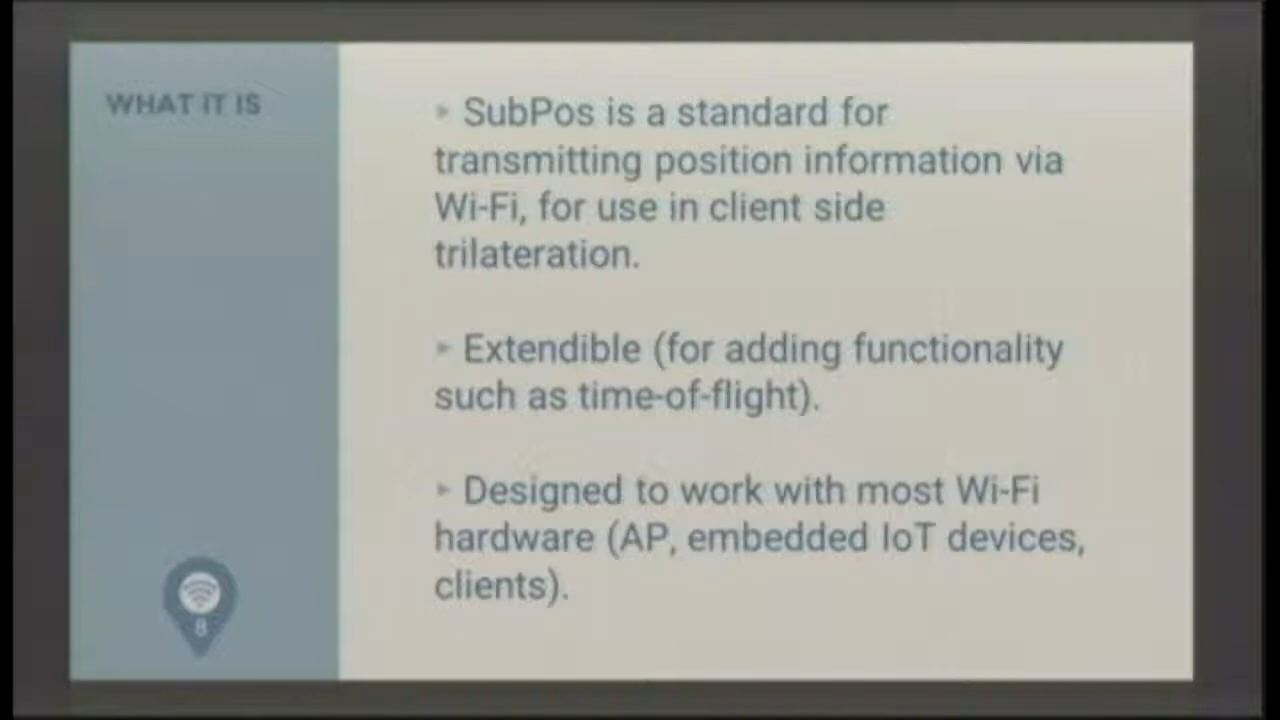 WHAT IT IS
▸ SubPos is a standard for
transmitting position information via
Wi-Fi, for use in client side
trilateration.
▸ Extendible (for adding functionality
such as time-of-flight).
▸ Designed to work with most Wi-Fi
hardware (AP, embedded IoT devices,
clients).
8